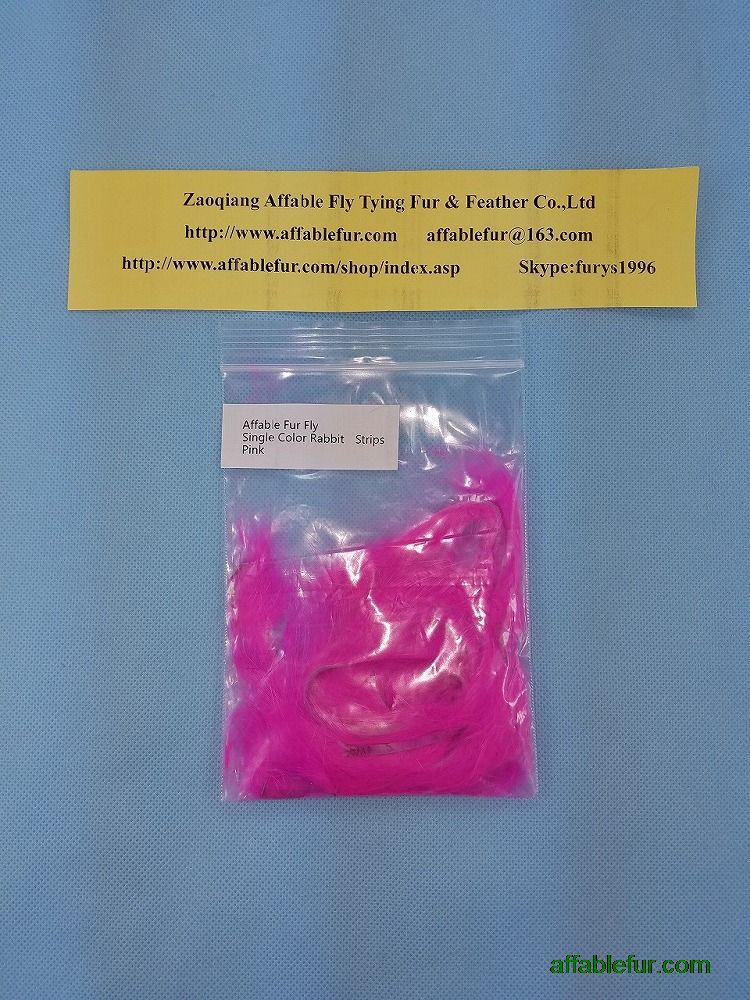 Zaoqiang Affable Fly Tying Fur & Feather Co.,Ltd
http://www.affablefur.com affablefur@163.com
http://www.affablefur.com/shop/index.asp Skype:furys1996
Affable Fur Fly
Single Color Rabbit Strips
Pink
affablefur.com